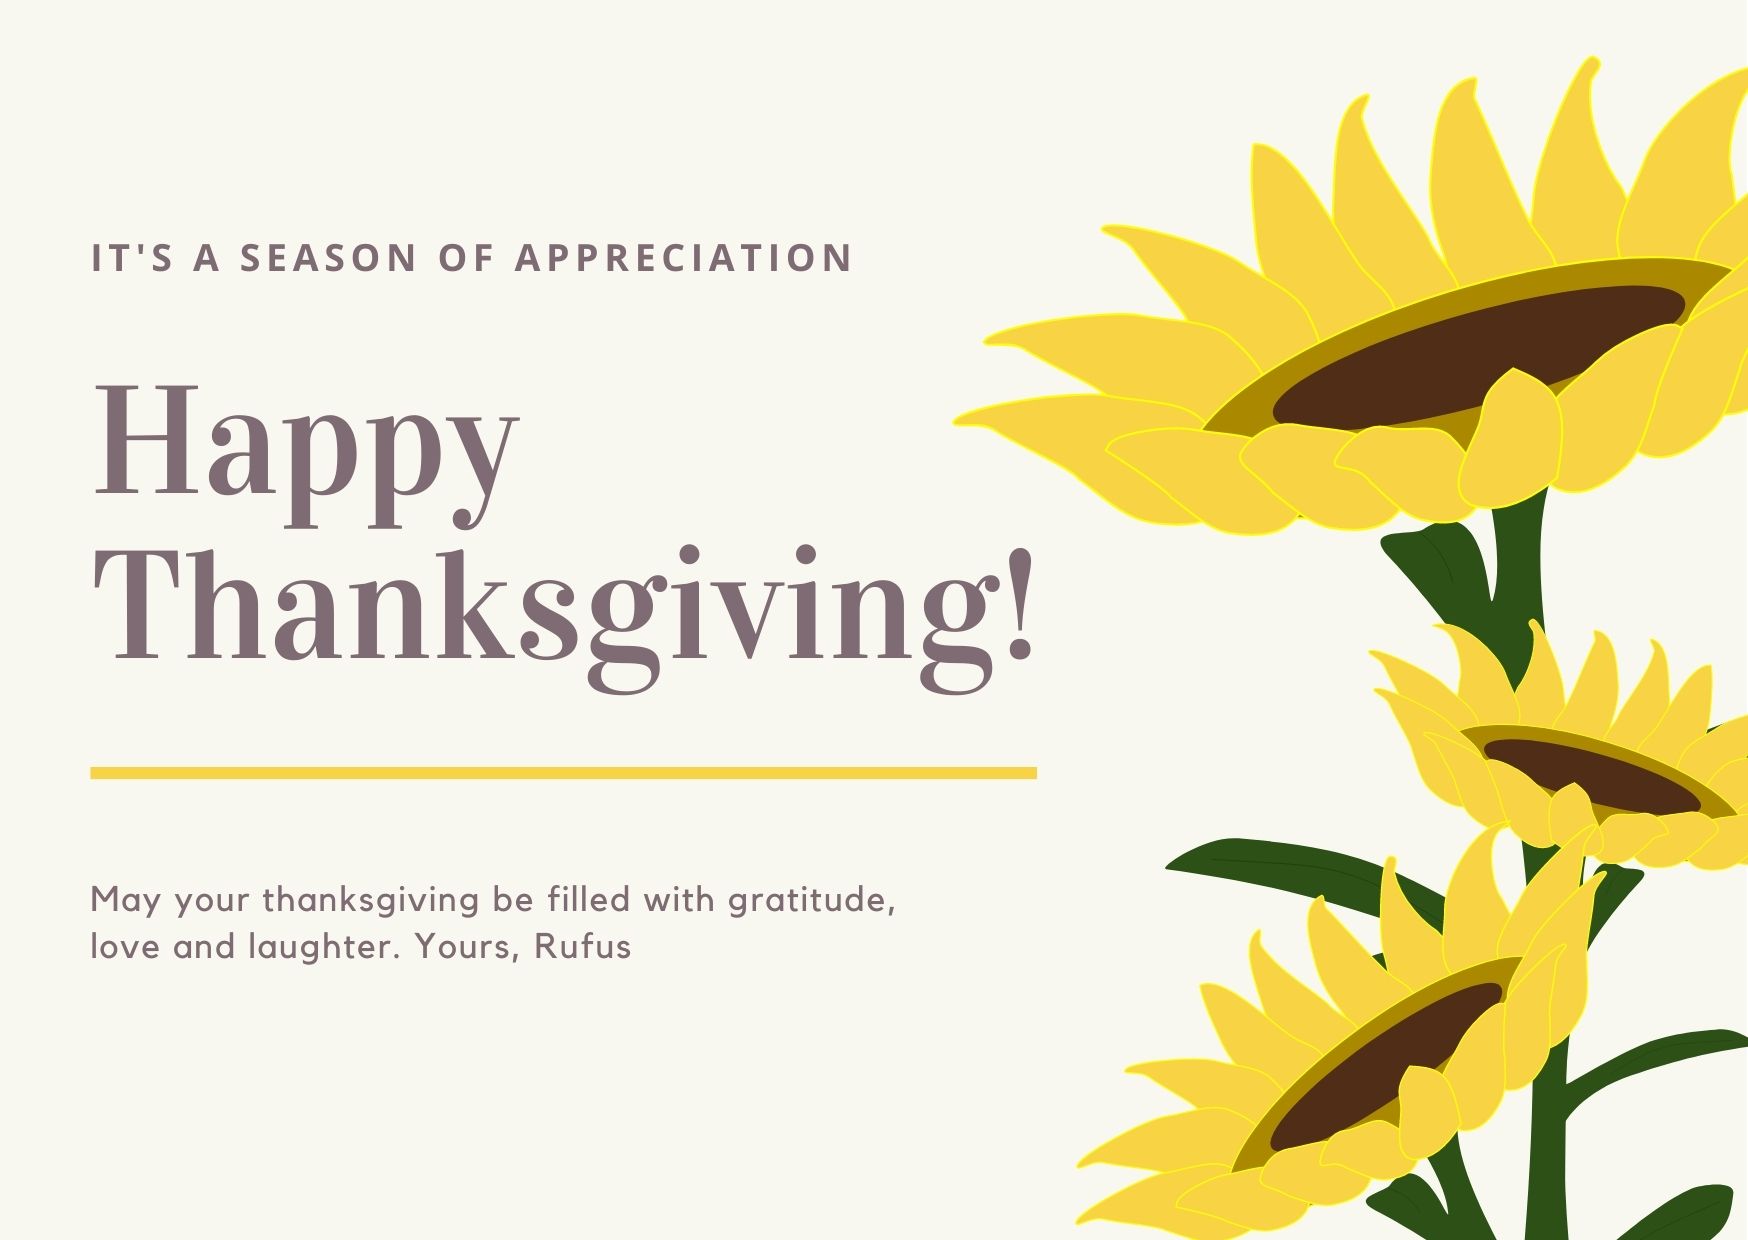 IT'S A SEASON OF APPRECIATION
Happy
Thanksgiving!
May your thanksgiving be filled with gratitude,
love and laughter. Yours, Rufus